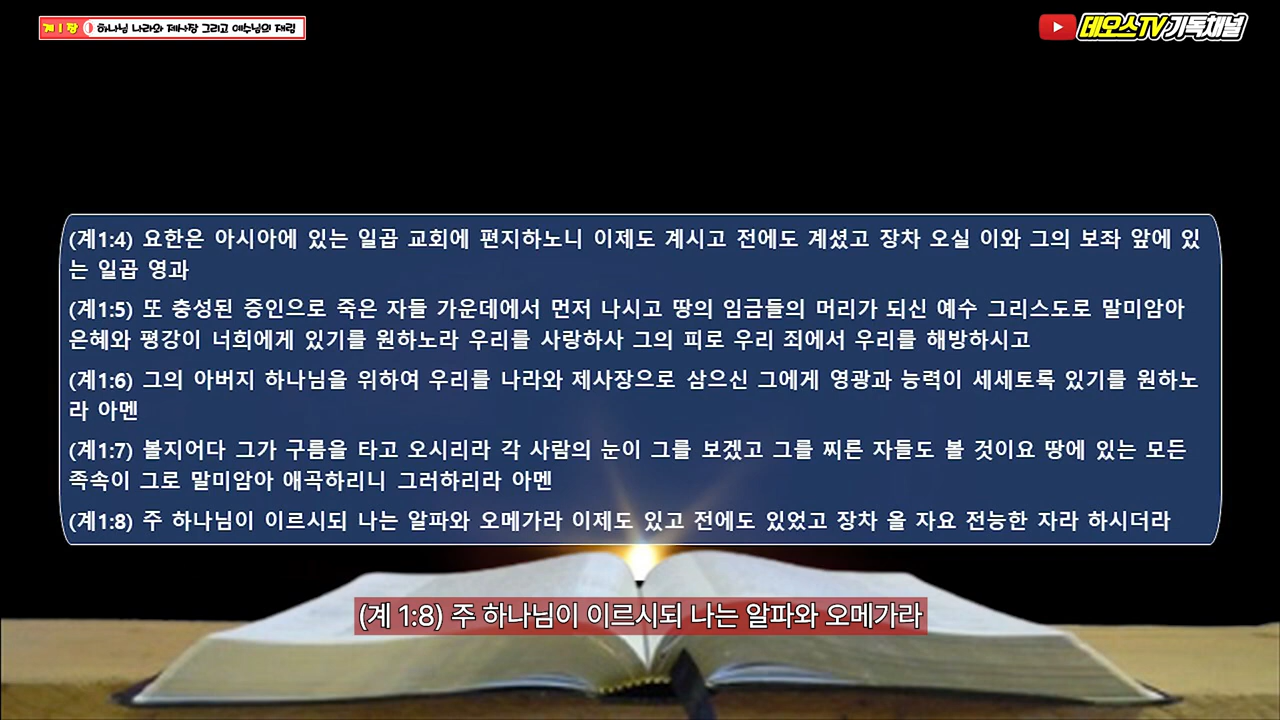 계 1 장 ① 하나님 나라와 제사장 그리고 예수님의 재림
데오스TV기독채널
(계1:4) 요한은 아시아에 있는 일곱 교회에 편지하노니 이제도 계시고 전에도 계셨고 장차 오실 이와 그의 보좌 앞에 있
는 일곱 영과
(계1:5) 또 충성된 증인으로 죽은 자들 가운데에서 먼저 나시고 땅의 임금들의 머리가 되신 예수 그리스도로 말미암아
은혜와 평강이 너희에게 있기를 원하노라 우리를 사랑하사 그의 피로 우리 죄에서 우리를 해방하시고
(계1:6) 그의 아버지 하나님을 위하여 우리를 나라와 제사장으로 삼으신 그에게 영광과 능력이 세세토록 있기를 원하노
라 아멘
(계1:7) 볼지어다 그가 구름을 타고 오시리라 각 사람의 눈이 그를 보겠고 그를 찌른 자들도 볼 것이요 땅에 있는 모든
족속이 그로 말미암아 애곡하리니 그러하리라 아멘
(계1:8) 주 하나님이 이르시되 나는 알파와 오메가라 이제도 있고 전에도 있었고 장차 올 자요 전능한 자라 하시더라
(계 1:8) 주 하나님이 이르시되 나는 알파와 오메가라